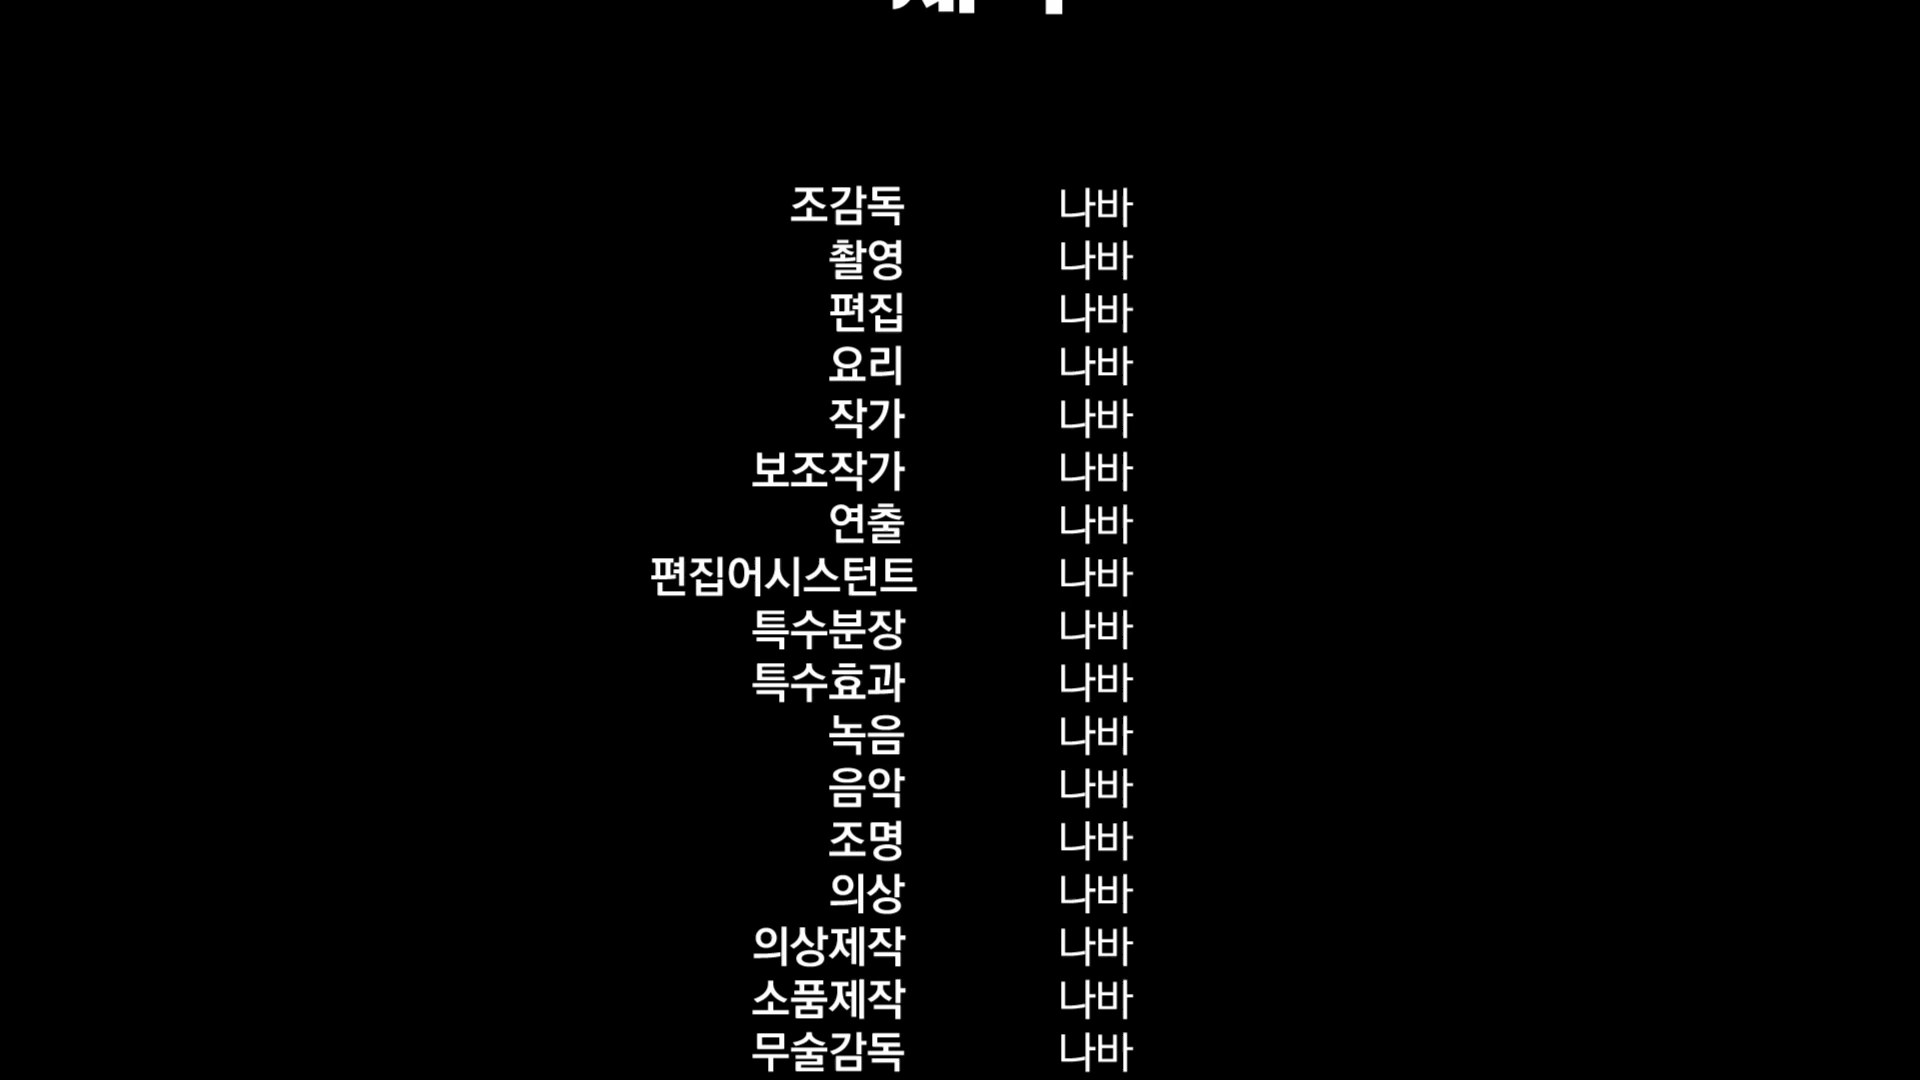 조감독 나바
촬영 나바
편집 나바
요리 나바
작가 나바
보조작가 나바
연출 나바
편집어시스턴트 나바
특수분장 나바
특수효과 나바
녹음 나바
음악 나바
조명 나바
의상 나바
의상제작 나바
소품제작 나바
무술감독 나바